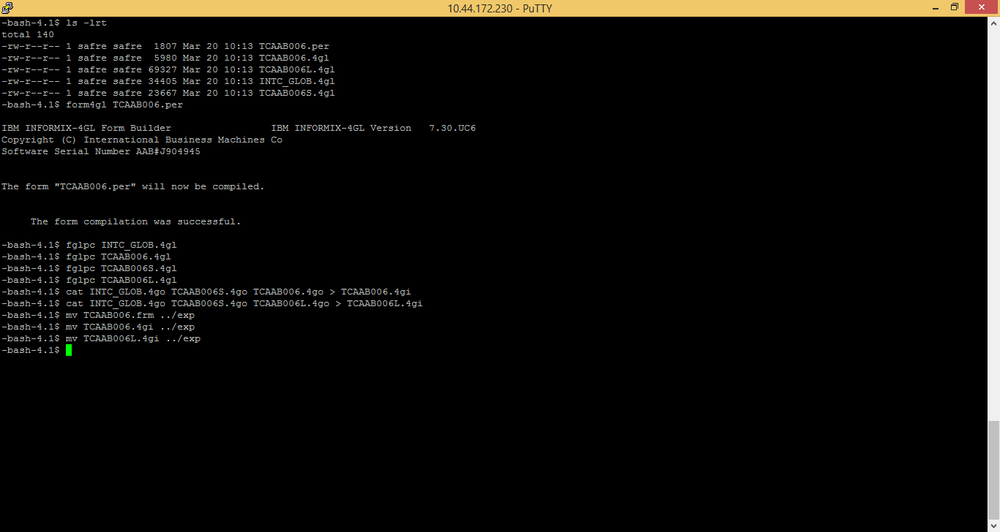 10.44.172.230 - PuTTY
-bash-4.1$ ls -lrt
total 140
-rw-r--r-- 1 safre safre  1807 Mar 20 10:13 TCAAB006.per
-rw-r--r-- 1 safre safre  5980 Mar 20 10:13 TCAAB006.4gl
-rw-r--r-- 1 safre safre 69327 Mar 20 10:13 TCAAB006L.4gl
-rw-r--r-- 1 safre safre 34405 Mar 20 10:13 INTC_GLOB.4gl
-rw-r--r-- 1 safre safre 23667 Mar 20 10:13 TCAAB006S.4gl
-bash-4.1$ form4gl TCAAB006.per
IBM INFORMIX-4GL Form Builder                 IBM INFORMIX-4GL Version   7.30.UC6
Copyright (C) International Business Machines Co
Software Serial Number AAB#J904945
The form "TCAAB006.per" will now be compiled.
The form compilation was successful.
-bash-4.1$ fglpc INTC_GLOB.4gl
-bash-4.1$ fglpc TCAAB006.4gl
-bash-4.1$ fglpc TCAAB006S.4gl
-bash-4.1$ fglpc TCAAB006L.4gl
-bash-4.1$ cat INTC_GLOB.4go TCAAB006S.4go TCAAB006.4go > TCAAB006.4gi
-bash-4.1$ cat INTC_GLOB.4go TCAAB006S.4go TCAAB006L.4go > TCAAB006L.4gi
-bash-4.1$ mv TCAAB006.frm ../exp
-bash-4.1$ mv TCAAB006.4gi ../exp
-bash-4.1$ mv TCAAB006L.4gi ../exp
-bash-4.1$